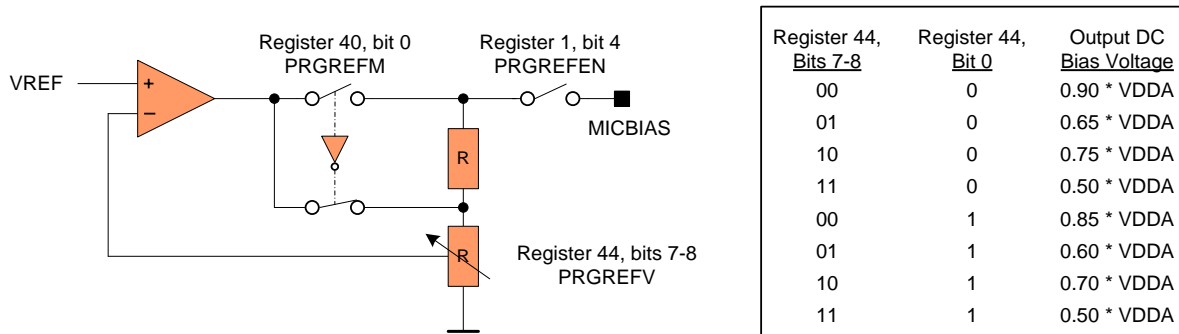 Register 40, bit 0
PRGREFM
Register 1, bit 4
PRGREFEN
VREF
+
−
MICBIAS
R
R
Register 44, bits 7-8
PRGREFV
Register 44, Register 44, Output DC
Bits 7-8 Bit 0 Bias Voltage
00 0 0.90 * VDDA
01 0 0.65 * VDDA
10 0 0.75 * VDDA
11 0 0.50 * VDDA
00 1 0.85 * VDDA
01 1 0.60 * VDDA
10 1 0.70 * VDDA
11 1 0.50 * VDDA